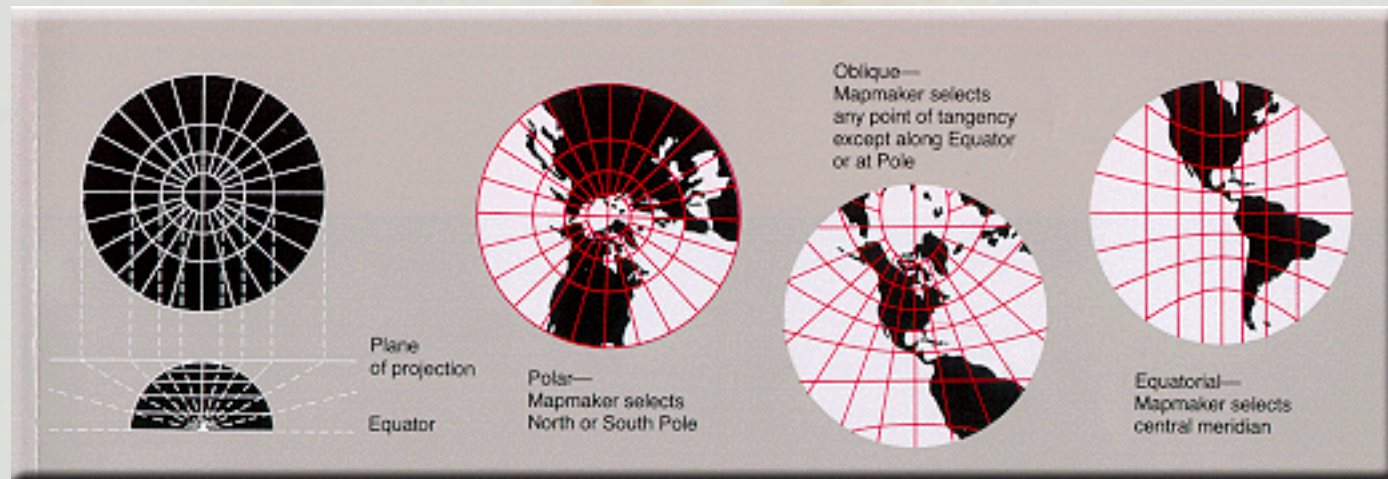 Plane
of projection
Equator
Polar—
Mapmaker selects
North or South Pole
Oblique—
Mapmaker selects
any point of tangency
except along Equator
or at Pole
Equatorial—
Mapmaker selects
central meridian